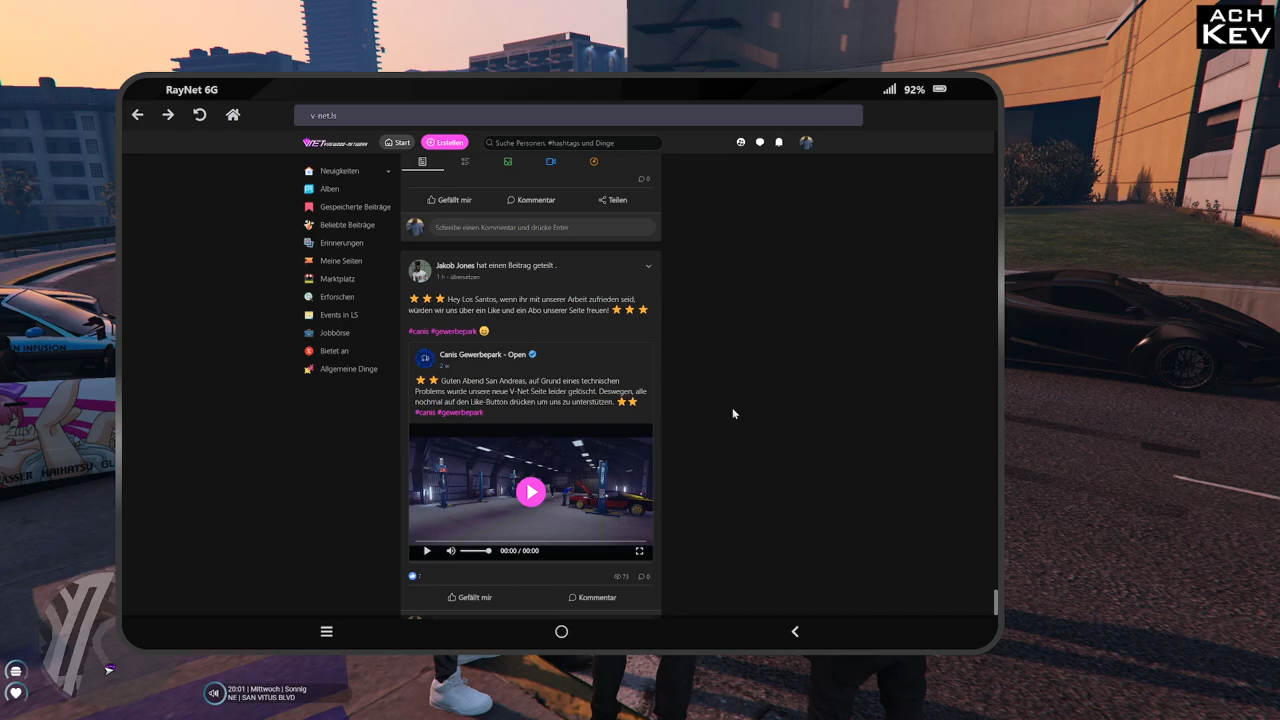 ACH
KEV
RayNet 6G
92%
v-net.ls
VNET
Start
Erstellen
Suche Personen, #hashtags und Dinge
Neuigkeiten
Alben
Gespeicherte Beiträge
Beliebte Beiträge
Erinnerungen
Meine Seiten
Marktplatz
Erforschen
Events in LS
Jobbörse
Bietet an
Allgemeine Dinge
0
Gefällt mir
Kommentar
Teilen
Schreibe einen Kommentar und drücke Enter
Jakob Jones hat einen Beitrag geteilt .
1 h - übersetzen
Hey Los Santos, wenn ihr mit unserer Arbeit zufrieden seid,
würden wir uns über ein Like und ein Abo unserer Seite freuen!
#canis #gewerbepark
Canis Gewerbepark - Open
2 w
Guten Abend San Andreas, auf Grund eines technischen
Problems wurde unsere neue V-Net Seite leider gelöscht. Deswegen, alle
nochmal auf den Like-Button drücken um uns zu unterstützen.
#canis #gewerbepark
00:00 / 00:00
7
73
0
Gefällt mir
Kommentar
INFUSION
HAIHATSU
20:01 | Mittwoch | Sonnig
NE | SAN VITUS BLVD